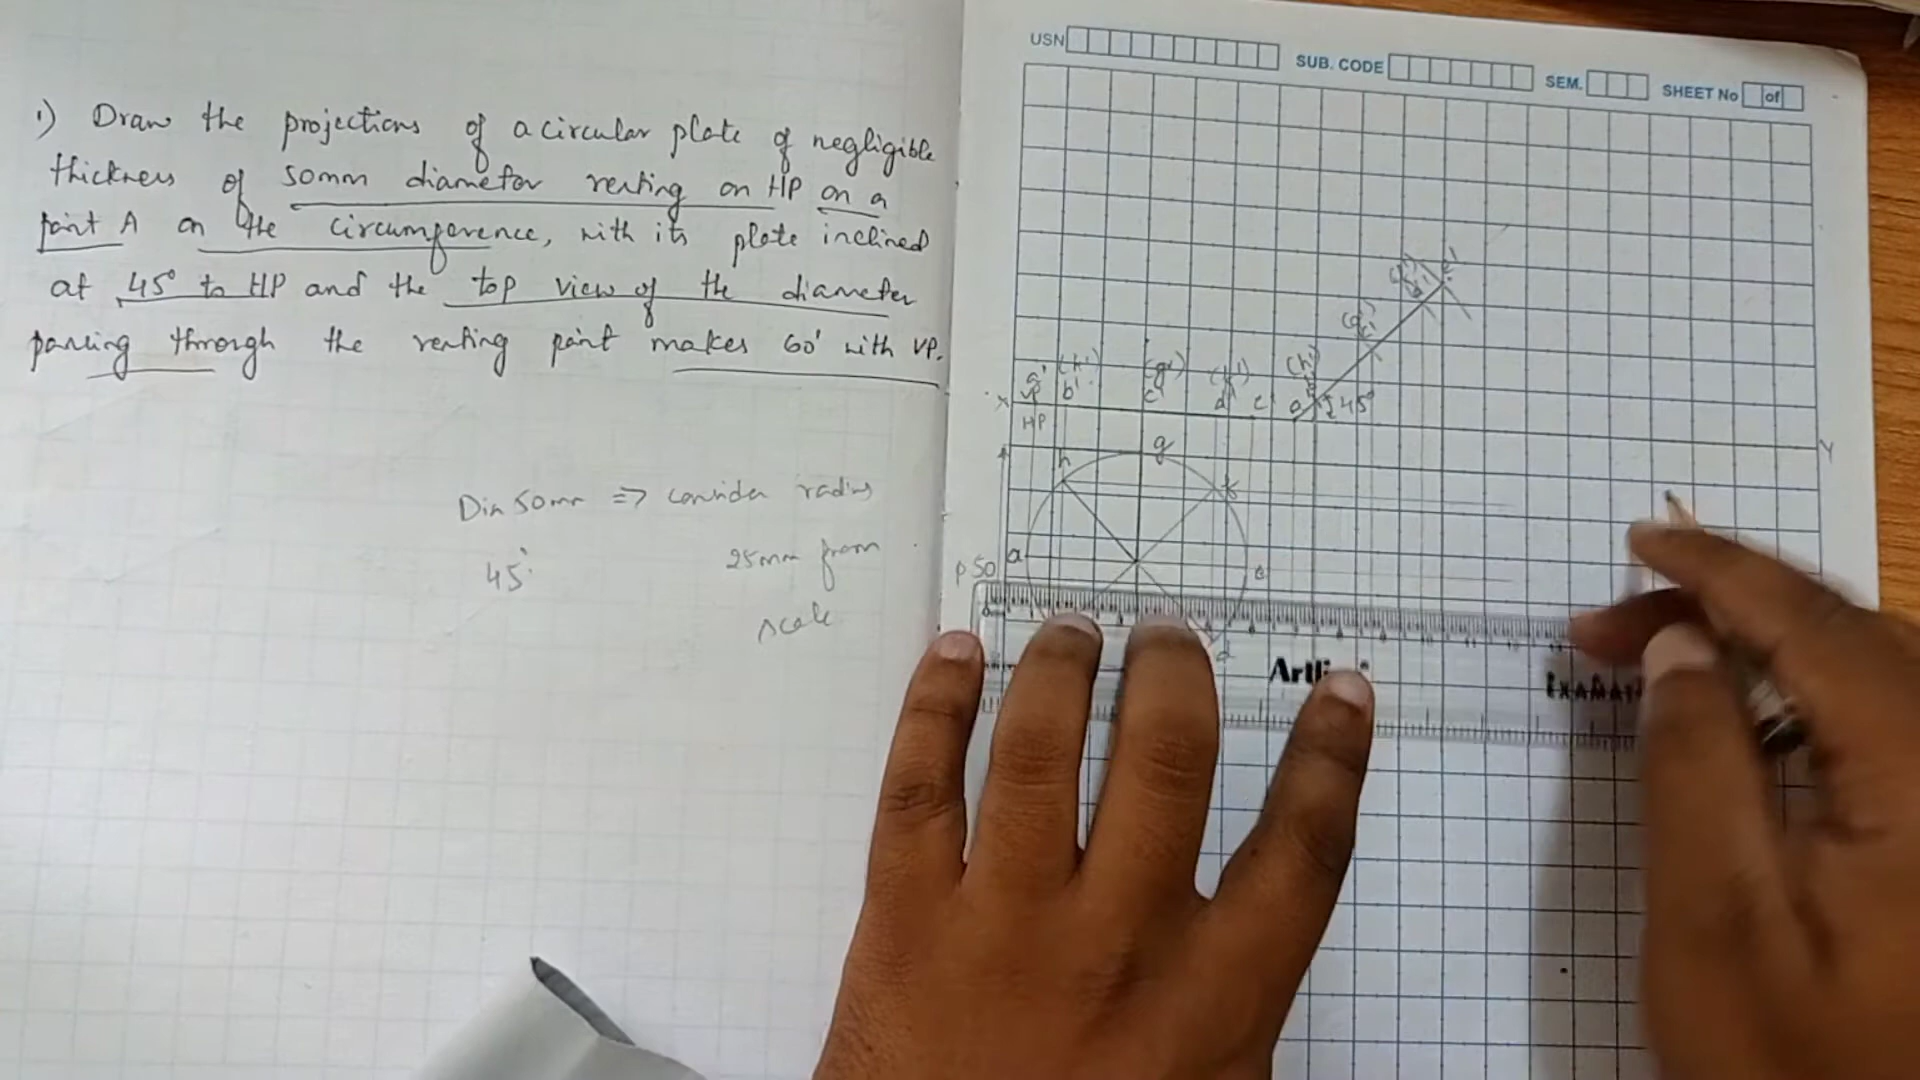 1) Draw the projections of a circular plate of negligible
thickness of 50mm diameter resting on HP on a
point A on the circumference, with its plate inclined
at 45° to HP and the top view of the diameter
passing through the resting point makes 60' with VP.
Dia 50mm => consider radius
25mm from
45°
scale
USN
SUB. CODE
SEM.
SHEET No of
e'
(g')
c'
(h')
a' (h') (g') d' c
VP b' c' 45°
X HP Y
g
h
a e
φ50
d
Artli